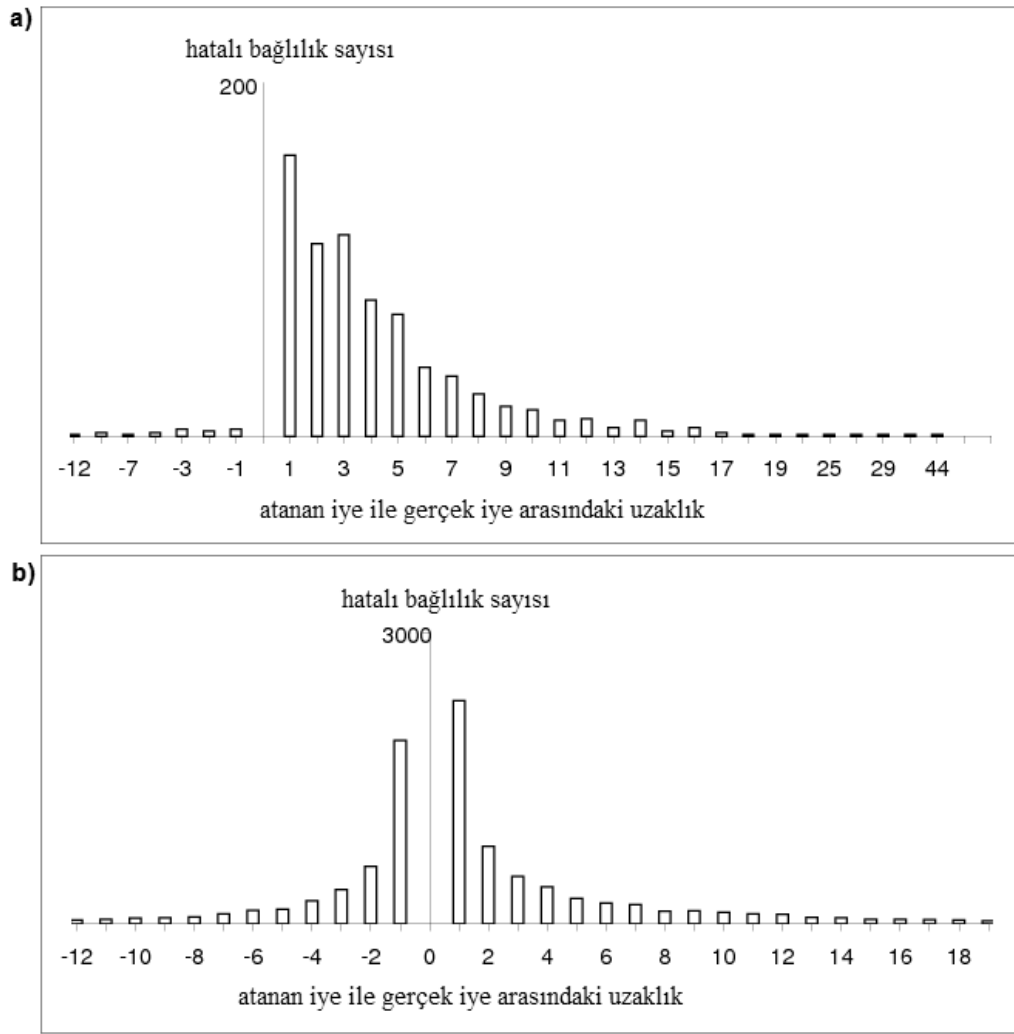 a)
hatalı bağlılık sayısı
200
-12 -7 -3 -1 1 3 5 7 9 11 13 15 17 19 25 29 44
atanan iye ile gerçek iye arasındaki uzaklık
b)
hatalı bağlılık sayısı
3000
-12 -10 -8 -6 -4 -2 0 2 4 6 8 10 12 14 16 18
atanan iye ile gerçek iye arasındaki uzaklık